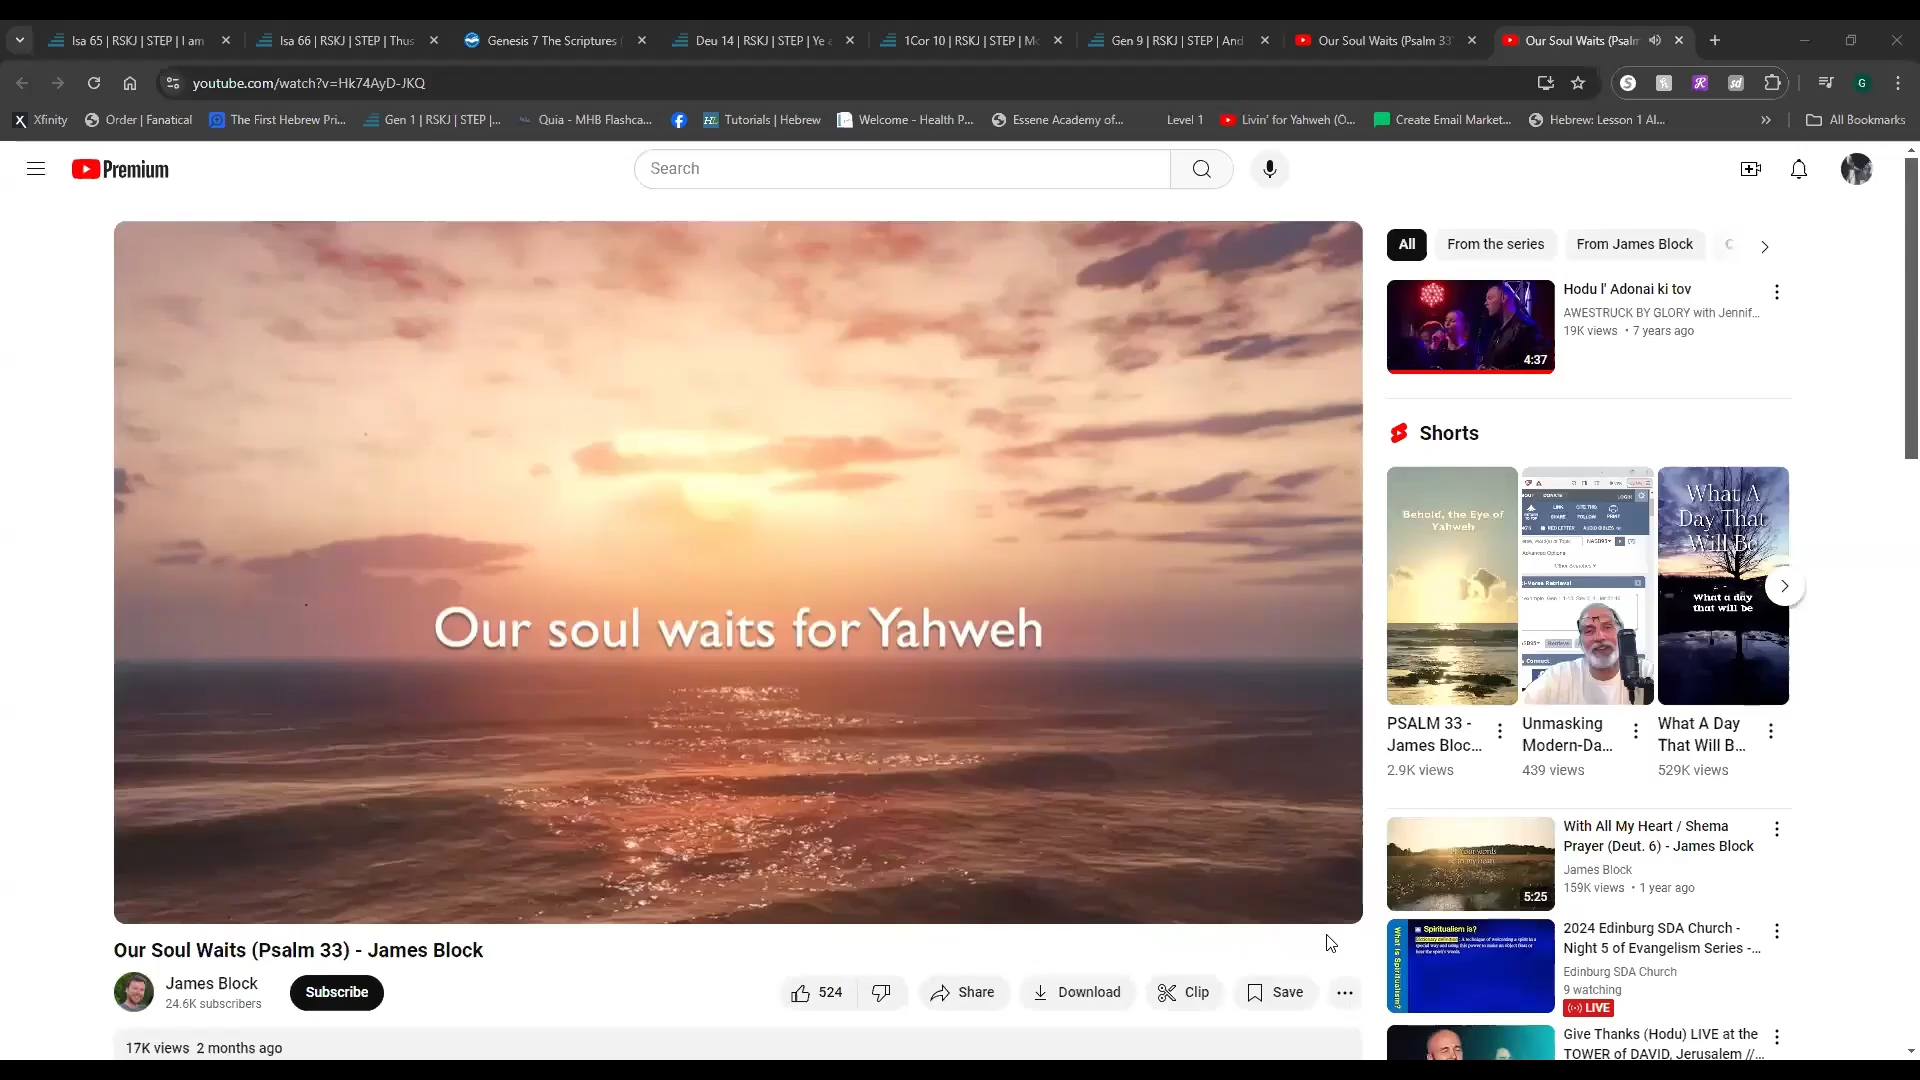 Isa 65 | RSKJ | STEP | I am
Isa 66 | RSKJ | STEP | Thus
Genesis 7 The Scriptures
Deu 14 | RSKJ | STEP | Ye a
1Cor 10 | RSKJ | STEP | Mo
Gen 9 | RSKJ | STEP | And
Our Soul Waits (Psalm 33)
Our Soul Waits (Psalm
youtube.com/watch?v=Hk74AyD-JKQ
G
Xfinity
Order | Fanatical
The First Hebrew Pri...
Gen 1 | RSKJ | STEP |...
Quia - MHB Flashca...
Tutorials | Hebrew
Welcome - Health P...
Essene Academy of...
Level 1
Livin' for Yahweh (O...
Create Email Market...
Hebrew: Lesson 1 Al...
All Bookmarks
Premium
Search
Our soul waits for Yahweh
Our Soul Waits (Psalm 33) - James Block
James Block
24.6K subscribers
Subscribe
524
Share
Download
Clip
Save
17K views 2 months ago
All
From the series
From James Block
Hodu l' Adonai ki tov
AWESTRUCK BY GLORY with Jennif...
19K views • 7 years ago
4:37
Shorts
Behold, the Eye of
Yahweh
What A
Day That
Will Be
What a day
that will be
PSALM 33 -
James Bloc...
2.9K views
Unmasking
Modern-Da...
439 views
What A Day
That Will B...
529K views
With All My Heart / Shema
Prayer (Deut. 6) - James Block
James Block
159K views • 1 year ago
5:25
What is Spiritualism?
Spiritualism is?
2024 Edinburg SDA Church -
Night 5 of Evangelism Series -...
Edinburg SDA Church
9 watching
LIVE
Give Thanks (Hodu) LIVE at the
TOWER of DAVID, Jerusalem //...